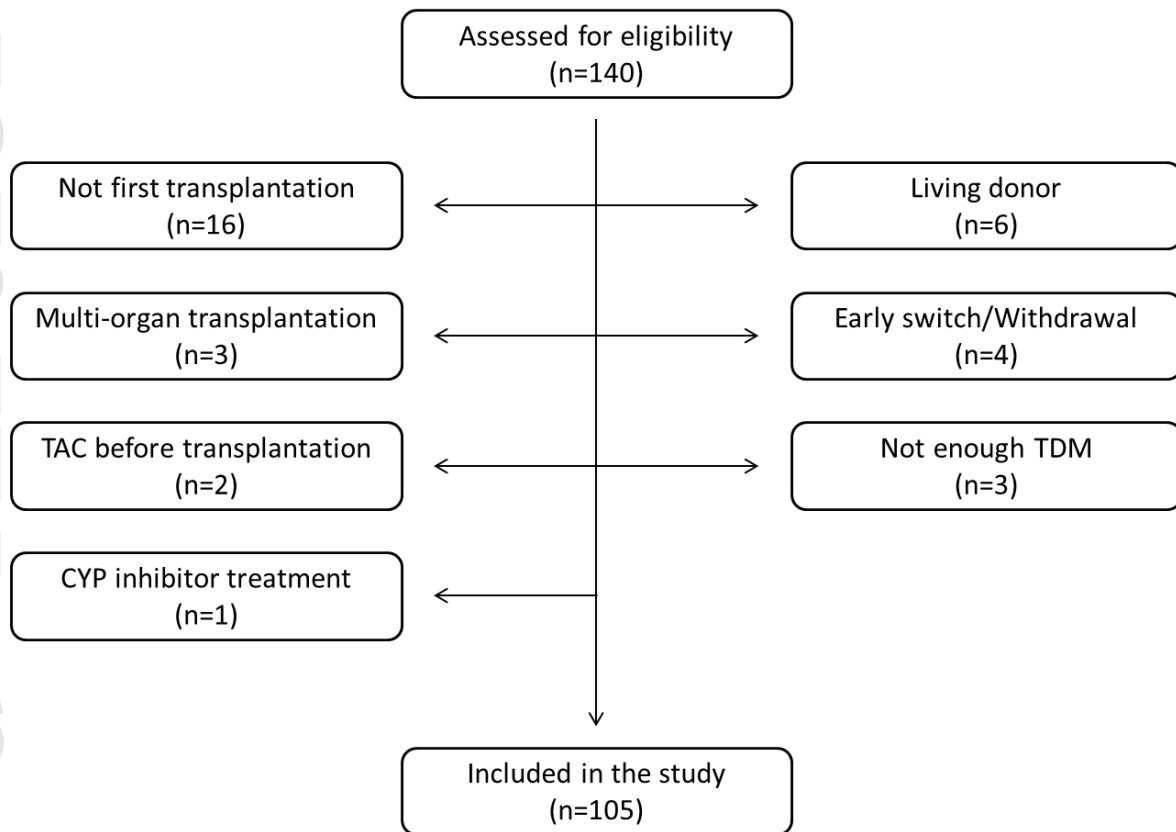 Assessed for eligibility
(n=140)
Not first transplantation
(n=16)
Living donor
(n=6)
Multi-organ transplantation
(n=3)
Early switch/Withdrawal
(n=4)
TAC before transplantation
(n=2)
Not enough TDM
(n=3)
CYP inhibitor treatment
(n=1)
Included in the study
(n=105)